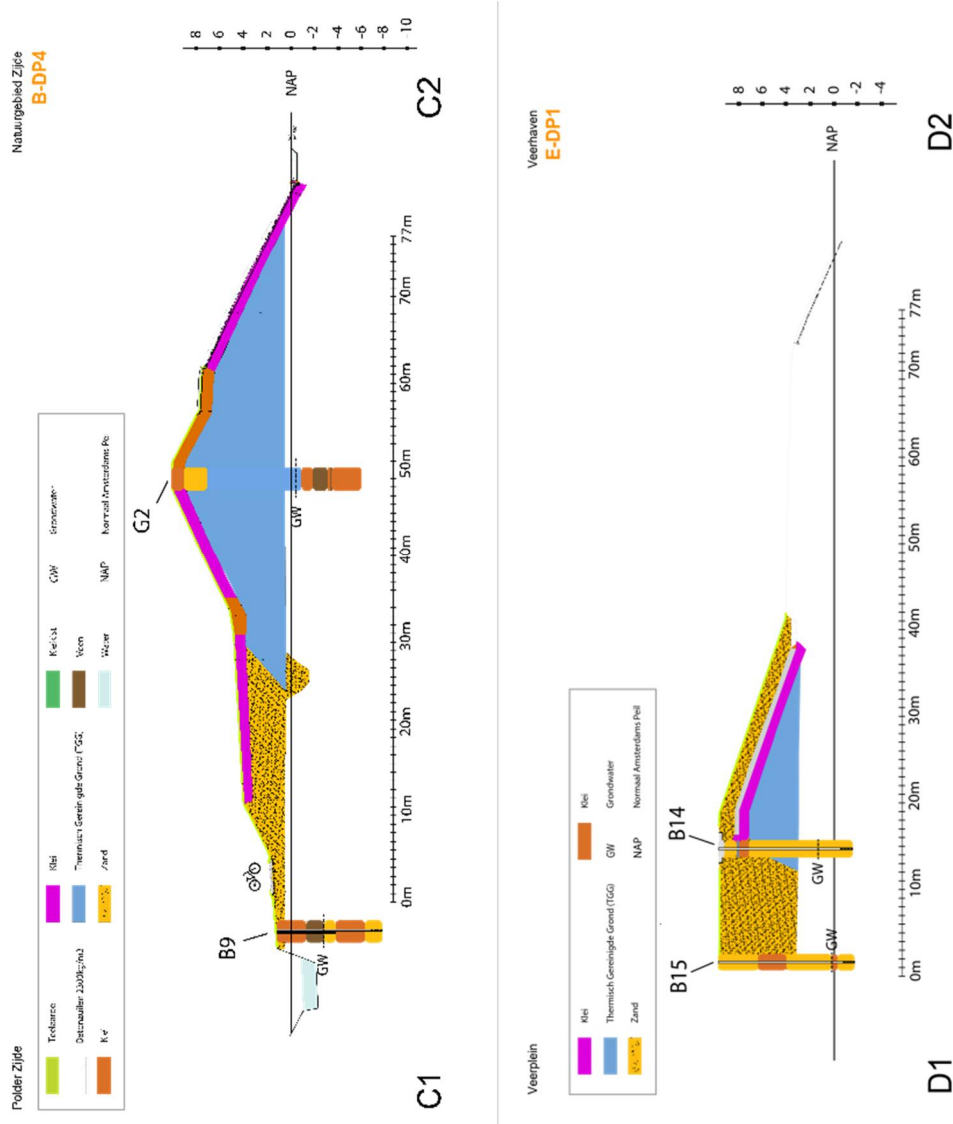 Polder Zijde
Natuurgebied Zijde
B-DP4
Teelaarde
Klei
Thermisch Gereinigde Grond (TGG)
Zand
Veen
Water
GW
NAP
Grondwater
Normaal Amsterdams Pei
G2
B9
GW
GW
NAP
8
6
4
2
0
-2
-4
-6
-8
-10
0m
10m
20m
30m
40m
50m
60m
70m
77m
C1
C2
Veerplein
Veerhaven
E-DP1
Klei
Klei
Thermisch Gereinigde Grond (TGG)
GW
Grondwater
Zand
NAP
Normaal Amsterdams Peil
B15
B14
GW
GW
NAP
8
6
4
2
0
-2
-4
0m
10m
20m
30m
40m
50m
60m
70m
77m
D1
D2